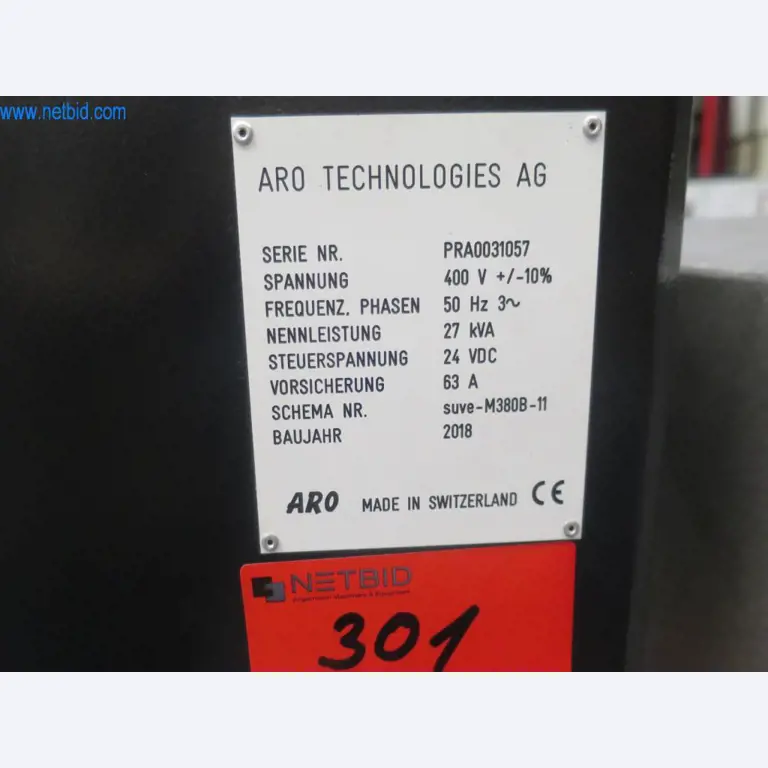 www.netbid.com
ARO TECHNOLOGIES AG
SERIE NR. PRA0031057
SPANNUNG 400 V +/-10%
FREQUENZ, PHASEN 50 Hz 3~
NENNLEISTUNG 27 kVA
STEUERSPANNUNG 24 VDC
VORSICHERUNG 63 A
SCHEMA NR. suve-M380B-11
BAUJAHR 2018
ARO MADE IN SWITZERLAND CE
NETBID
301